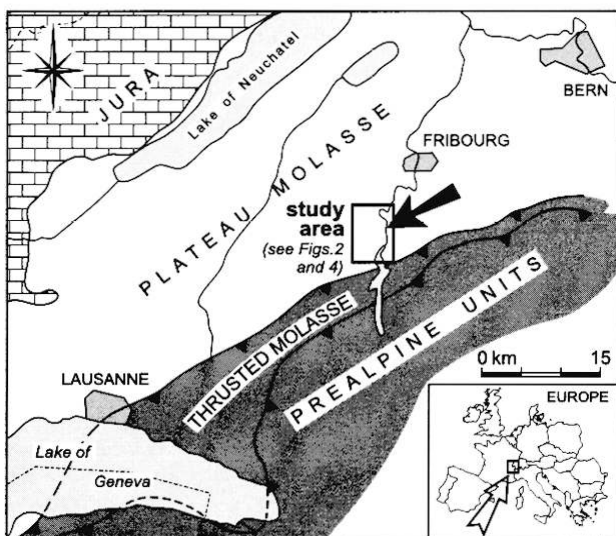 JURA
Lake of Neuchatel
BERN
PLATEAU MOLASSE
FRIBOURG
study
area
(see Figs.2
and 4)
THRUSTED MOLASSE
PREALPINE UNITS
0 km 15
LAUSANNE
EUROPE
Lake of
Geneva